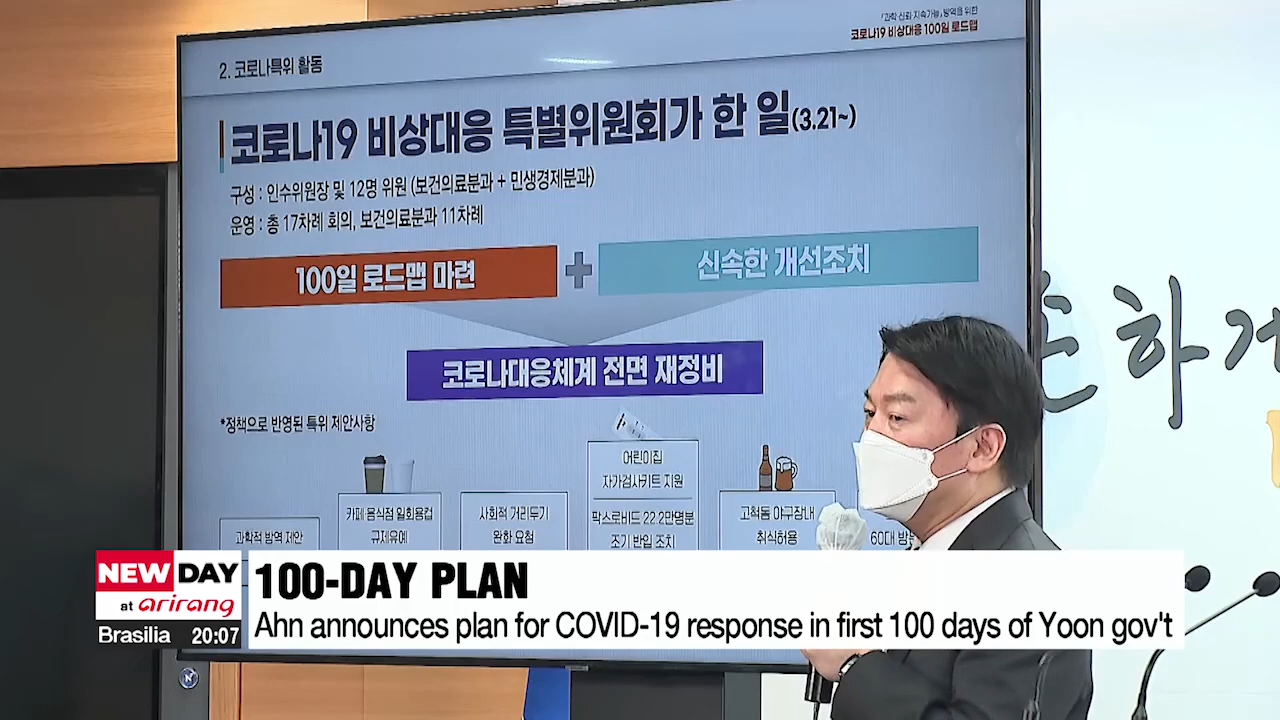 「과학 신뢰 지속가능」 방역을 위한
코로나19 비상대응 100일 로드맵
2. 코로나특위 활동
코로나19 비상대응 특별위원회가 한 일(3.21~)
구성 : 인수위원장 및 12명 위원 (보건의료분과 + 민생경제분과)
운영 : 총 17차례 회의, 보건의료분과 11차례
100일 로드맵 마련 + 신속한 개선조치
코로나대응체계 전면 재정비
*정책으로 반영된 특위 제안사항
과학적 방역 제안
카페 음식점 일회용컵
규제유예
사회적 거리두기
완화 요청
어린이집
자가검사키트 지원
팍스로비드 22.2만명분
조기 반입 조치
고척돔 야구장내
취식허용
60대
하게
NEW DAY
at arirang
Brasilia 20:07
100-DAY PLAN
Ahn announces plan for COVID-19 response in first 100 days of Yoon gov't